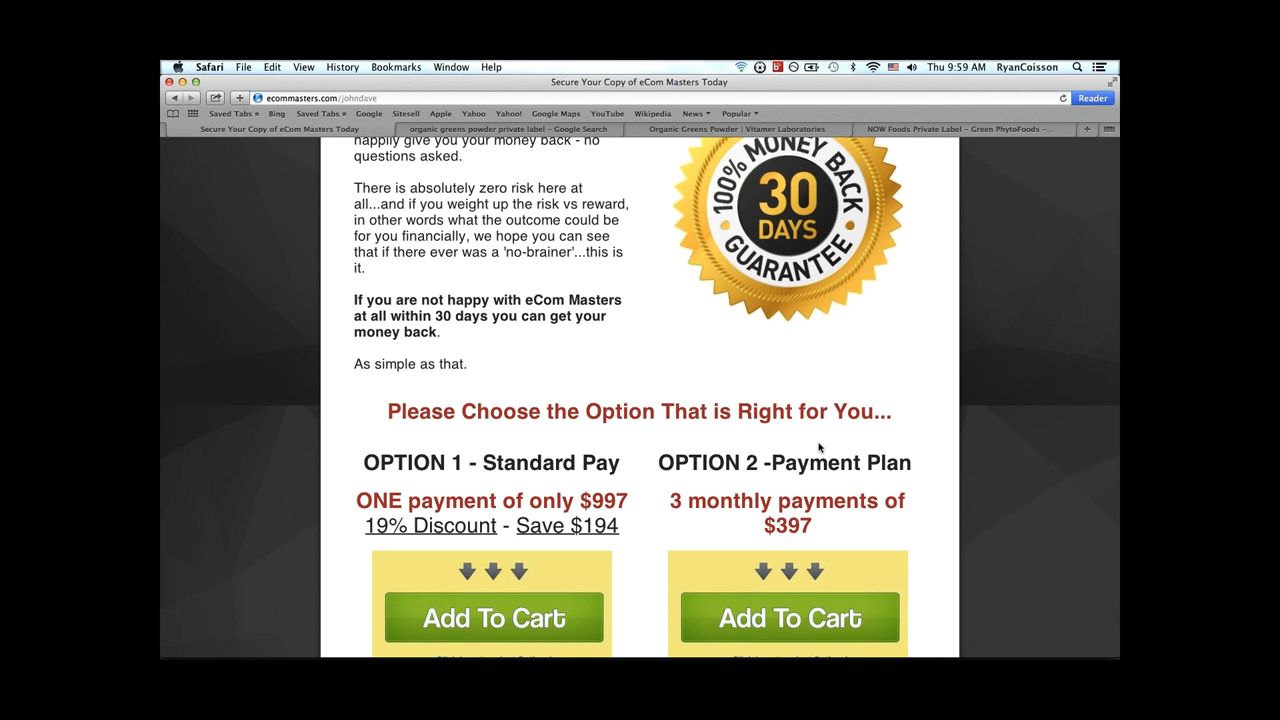 Safari File Edit View History Bookmarks Window Help Thu 9:59 AM RyanCoisson
Secure Your Copy of eCom Masters Today
ecommasters.com/johndave Reader
Saved Tabs Bing Saved Tabs Google Sitesell Apple Yahoo Yahoo! Google Maps YouTube Wikipedia News Popular
Secure Your Copy of eCom Masters Today organic greens powder private label – Google Search Organic Greens Powder | Vitamer Laboratories NOW Foods Private Label – Green PhytoFoods –...
happily give you your money back - no
questions asked.
There is absolutely zero risk here at
all...and if you weight up the risk vs reward,
in other words what the outcome could be
for you financially, we hope you can see
that if there ever was a 'no-brainer'...this is
it.
If you are not happy with eCom Masters
at all within 30 days you can get your
money back.
As simple as that.
100% MONEY BACK
30
DAYS
GUARANTEE
Please Choose the Option That is Right for You...
OPTION 1 - Standard Pay
ONE payment of only $997
19% Discount - Save $194
Add To Cart
OPTION 2 -Payment Plan
3 monthly payments of
$397
Add To Cart